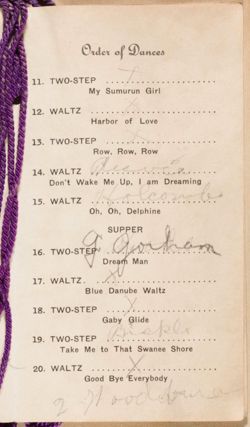 Order of Dances
11. TWO-STEP X
My Sumurun Girl
12. WALTZ
Harbor of Love
13. TWO-STEP
Row, Row, Row
14. WALTZ
Don't Wake Me Up, I am Dreaming
15. WALTZ
Oh, Oh, Delphine
SUPPER
16. TWO-STEP G. Gorham
Dream Man
17. WALTZ X
Blue Danube Waltz
18. TWO-STEP X
Gaby Glide
19. TWO-STEP
Take Me to That Swanee Shore
20. WALTZ X
Good Bye Everybody